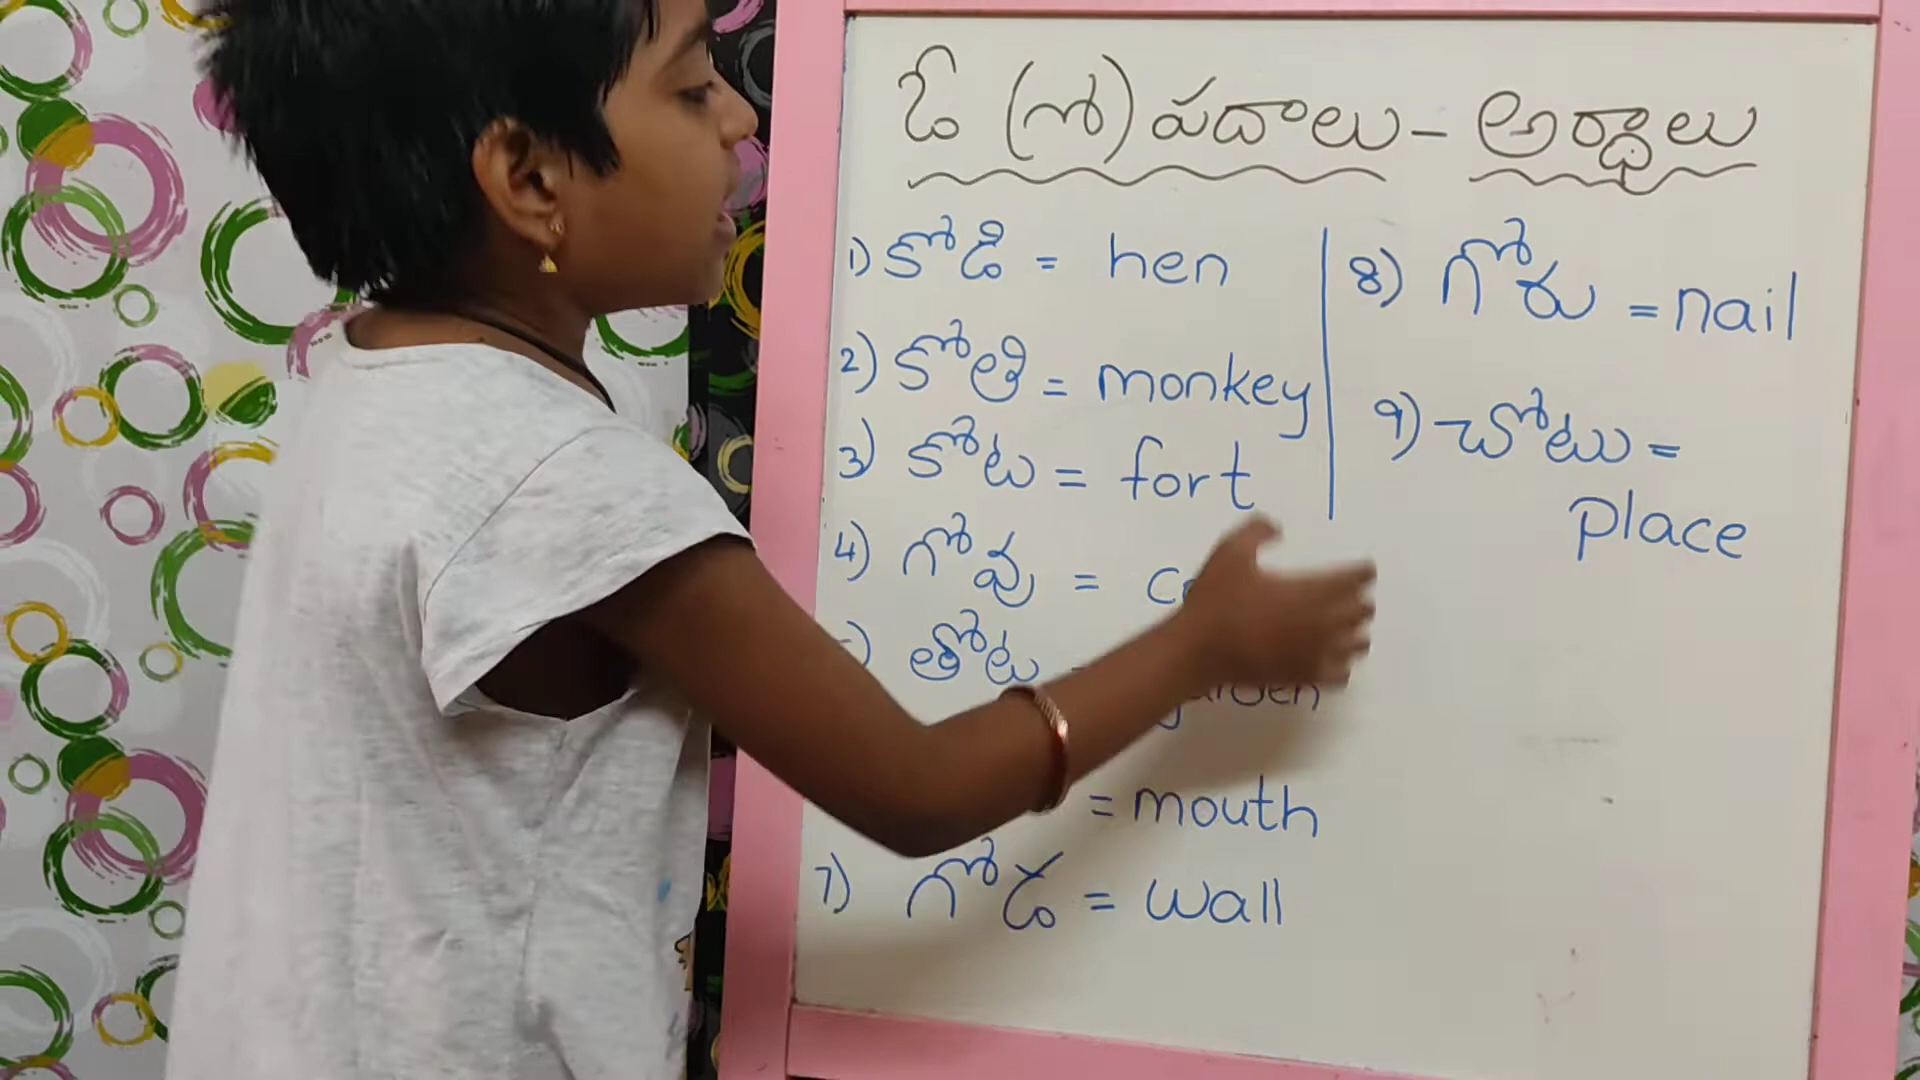 ఓ (ో) పదాలు - అర్థాలు
1) కోడి = hen
2) కోతి = monkey
3) కోట = fort
4) గోవు =
తోట
= mouth
7) గోడ = wall
8) గోరు = nail
9) చోటు =
place